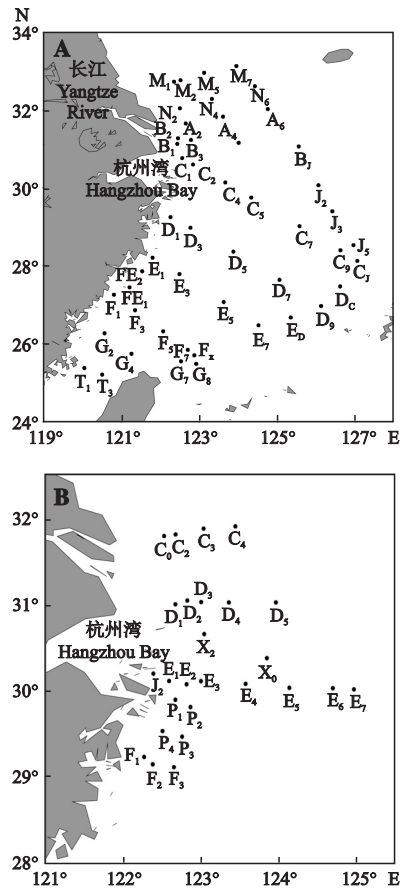 N
34°
A
长江
Yangtze
River
M₁ M₂ M₅ M₇
N₂ N₄ N₆
32°
B₂ A₂ A₄ A₆
B₁ B₃ BJ
杭州湾
C₁ C₂
Hangzhou Bay
30°
C₄ C₅ J₂ J₃
D₁ D₃ C₇ J₅
28°
FE₂ E₁ D₅ C₉ CJ
F₁ FE₁ E₃ D₇ DC
F₃ E₅ D₉
26°
G₂ F₅ F₇ Fx E₇ ED
T₁ T₃ G₄ G₇ G₈
24°
119° 121° 123° 125° 127° E
B
32°
C₀ C₂ C₃ C₄
31°
D₃
D₁ D₂ D₄ D₅
杭州湾
Hangzhou Bay
X₂
X₀
J₂ E₁ E₂ E₃
30°
E₄ E₅ E₆ E₇
P₁ P₂
P₄ P₃
29°
F₁ F₂ F₃
28°
121° 122° 123° 124° 125° E